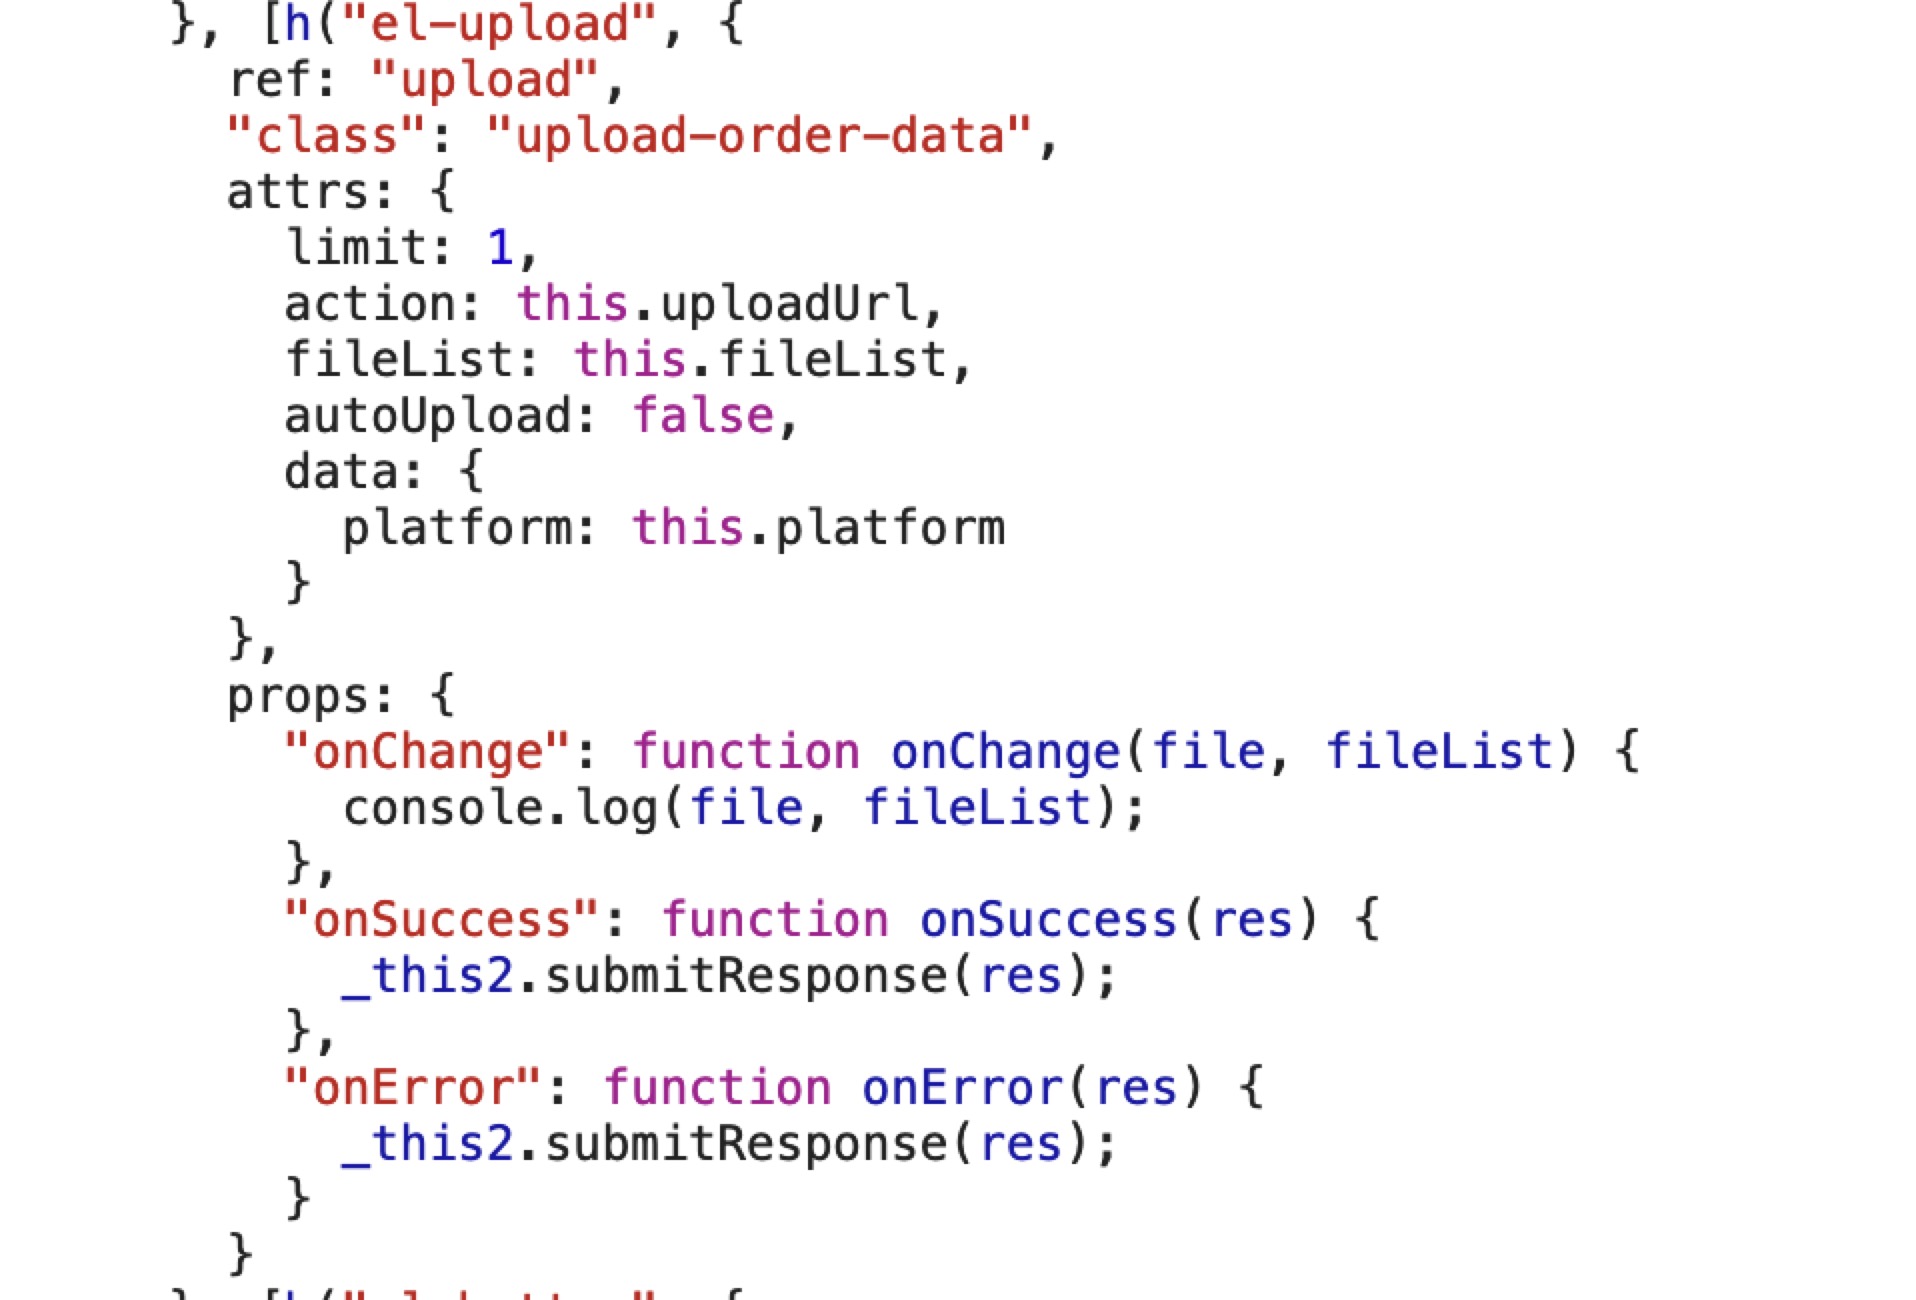 }, [h("el-upload", {
ref: "upload",
"class": "upload-order-data",
attrs: {
limit: 1,
action: this.uploadUrl,
fileList: this.fileList,
autoUpload: false,
data: {
platform: this.platform
}
},
props: {
"onChange": function onChange(file, fileList) {
console.log(file, fileList);
},
"onSuccess": function onSuccess(res) {
_this2.submitResponse(res);
},
"onError": function onError(res) {
_this2.submitResponse(res);
}
}